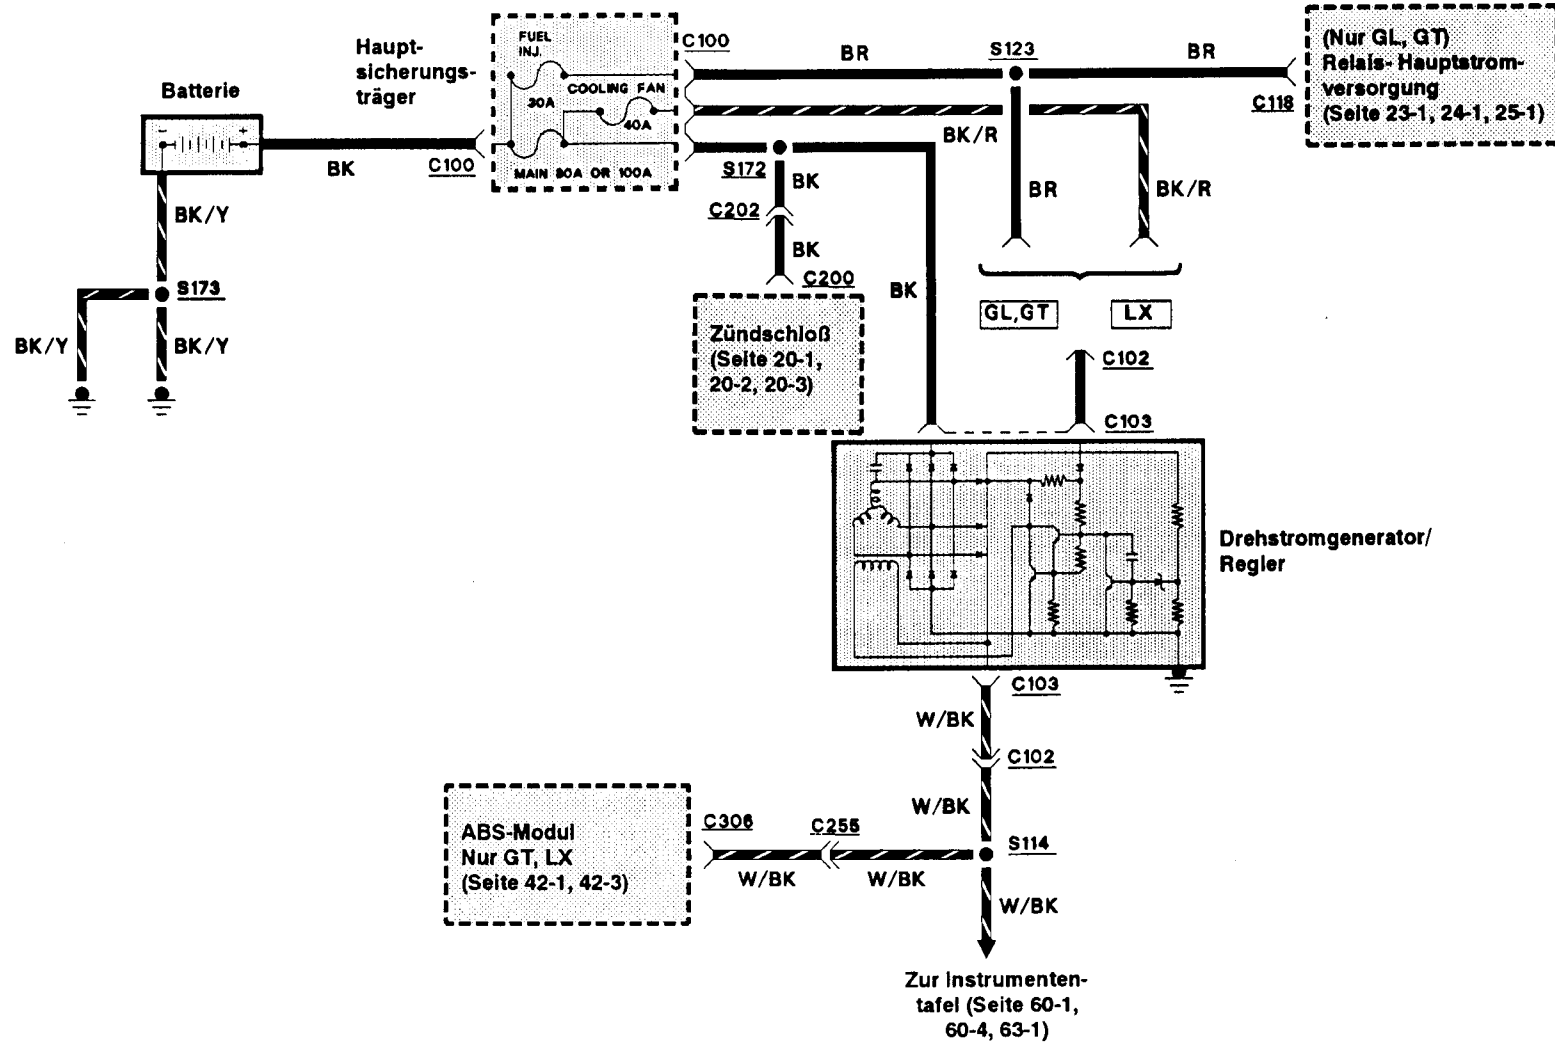 Haupt-
sicherungs-
träger
FUEL
INJ.
30A
COOLING FAN
40A
MAIN 80A OR 100A
C100
BR
S123
BR
C118
(Nur GL, GT)
Relais- Hauptstrom-
versorgung
(Seite 23-1, 24-1, 25-1)
Batterie
-
+
BK
C100
BK/R
S172
BK
C202
BK
C200
BK
BR
BK/R
BK/Y
S173
BK/Y
BK/Y
GL,GT
LX
Zündschloß
(Seite 20-1,
20-2, 20-3)
C102
C103
Drehstromgenerator/
Regler
C103
W/BK
C102
W/BK
ABS-Modul
Nur GT, LX
(Seite 42-1, 42-3)
C306
C255
S114
W/BK
W/BK
W/BK
Zur Instrumenten-
tafel (Seite 60-1,
60-4, 63-1)